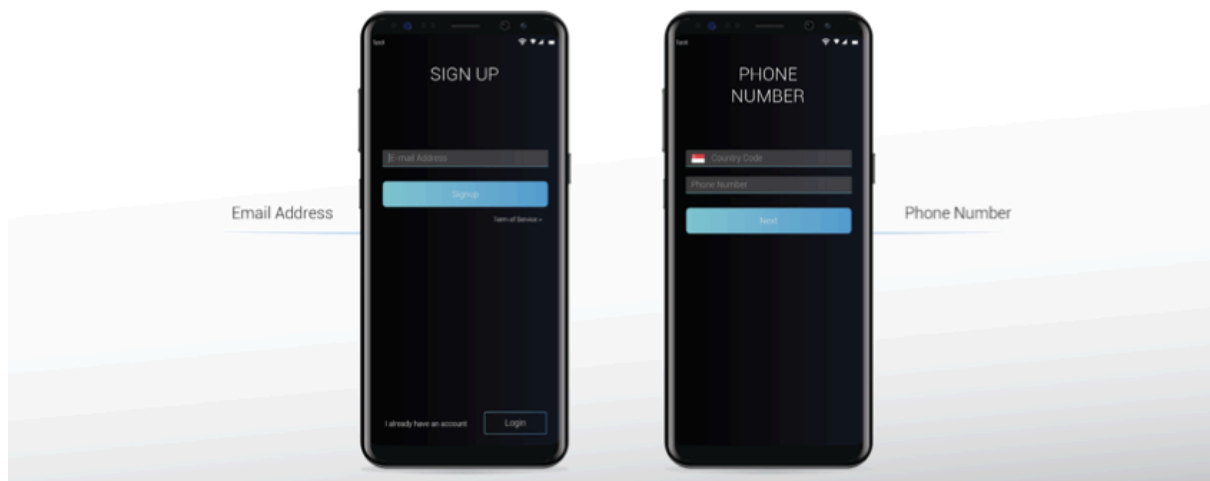 SIGN UP
E-mail Address
Signup
Term of Service »
I already have an account
Login
Email Address
PHONE
NUMBER
Country Code
Phone Number
Next
Phone Number